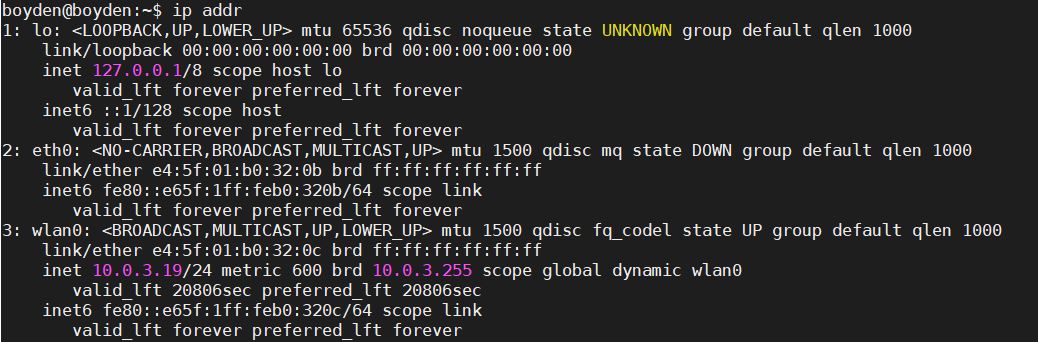 boyden@boyden:~$ ip addr
1: lo: <LOOPBACK,UP,LOWER_UP> mtu 65536 qdisc noqueue state UNKNOWN group default qlen 1000
    link/loopback 00:00:00:00:00:00 brd 00:00:00:00:00:00
    inet 127.0.0.1/8 scope host lo
       valid_lft forever preferred_lft forever
    inet6 ::1/128 scope host
       valid_lft forever preferred_lft forever
2: eth0: <NO-CARRIER,BROADCAST,MULTICAST,UP> mtu 1500 qdisc mq state DOWN group default qlen 1000
    link/ether e4:5f:01:b0:32:0b brd ff:ff:ff:ff:ff:ff
    inet6 fe80::e65f:1ff:feb0:320b/64 scope link
       valid_lft forever preferred_lft forever
3: wlan0: <BROADCAST,MULTICAST,UP,LOWER_UP> mtu 1500 qdisc fq_codel state UP group default qlen 1000
    link/ether e4:5f:01:b0:32:0c brd ff:ff:ff:ff:ff:ff
    inet 10.0.3.19/24 metric 600 brd 10.0.3.255 scope global dynamic wlan0
       valid_lft 20806sec preferred_lft 20806sec
    inet6 fe80::e65f:1ff:feb0:320c/64 scope link
       valid_lft forever preferred_lft forever